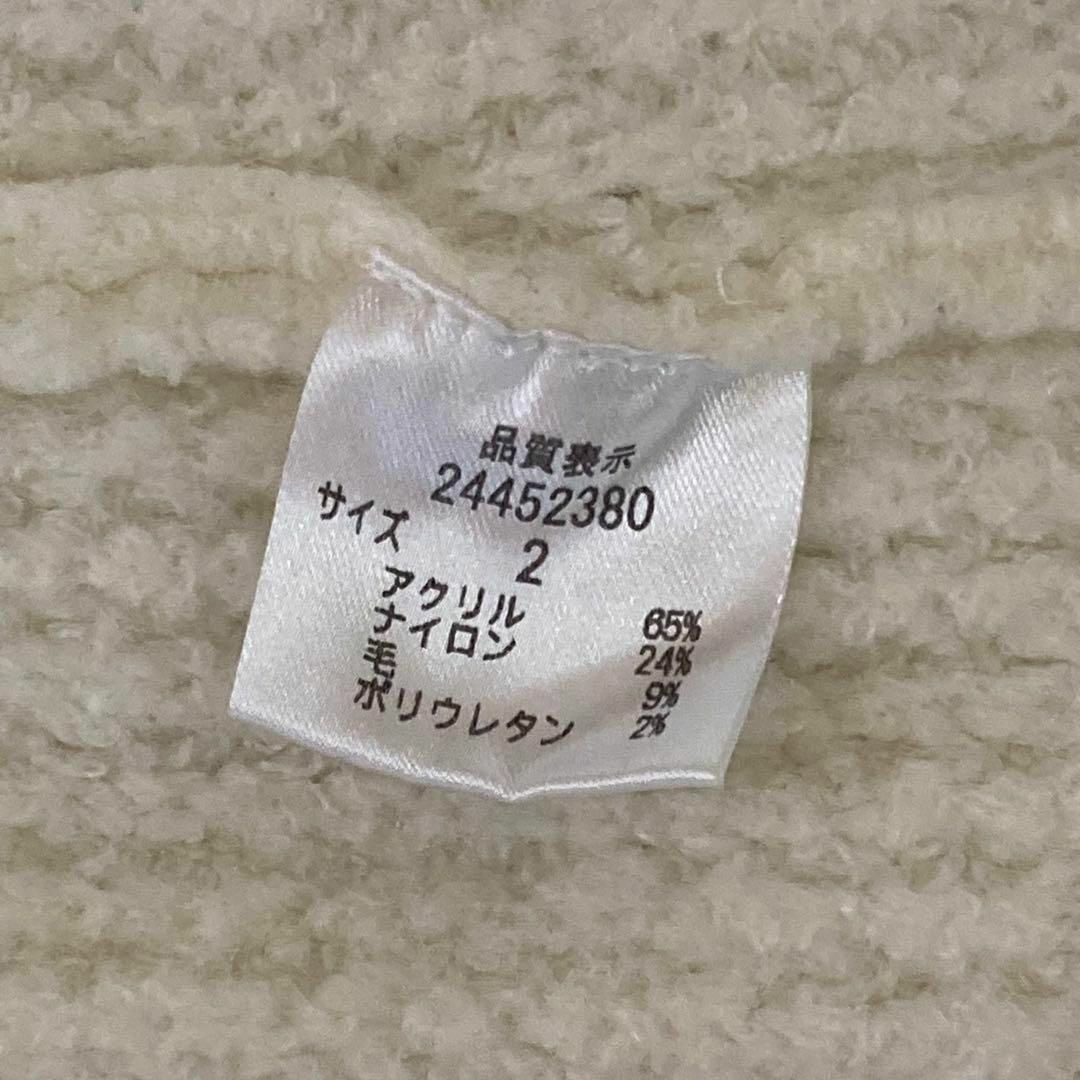 品質表示
24452380
サイズ 2
アクリル 65%
ナイロン 24%
毛 9%
ポリウレタン 2%